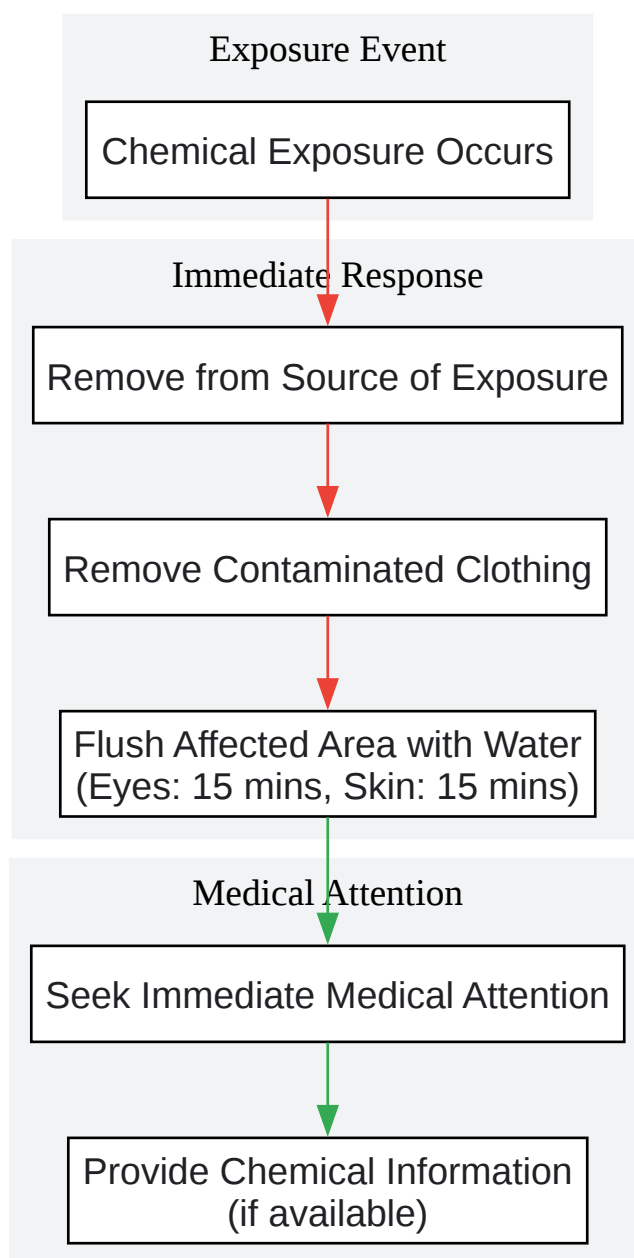 Exposure Event
Chemical Exposure Occurs
Immediate Response
Remove from Source of Exposure
Remove Contaminated Clothing
Flush Affected Area with Water
(Eyes: 15 mins, Skin: 15 mins)
Medical Attention
Seek Immediate Medical Attention
Provide Chemical Information
(if available)